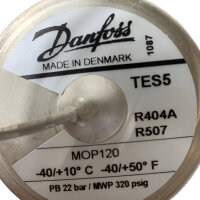 Danfoss
MADE IN DENMARK
1087
TES5
R404A
R507
MOP120
-40/+10° C -40/+50° F
PB 22 bar / MWP 320 psig